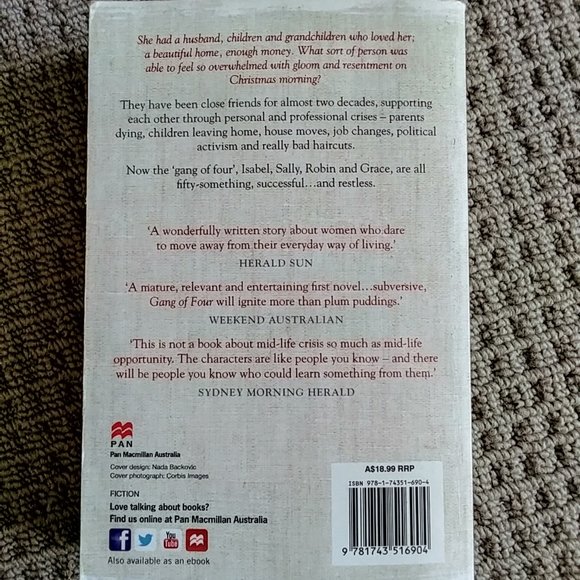 She had a husband, children and grandchildren who loved her;
a beautiful home, enough money. What sort of person was
able to feel so overwhelmed with gloom and resentment on
Christmas morning?
They have been close friends for almost two decades, supporting
each other through personal and professional crises – parents
dying, children leaving home, house moves, job changes, political
activism and really bad haircuts.
Now the 'gang of four', Isabel, Sally, Robin and Grace, are all
fifty-something, successful...and restless.
'A wonderfully written story about women who dare
to move away from their everyday way of living.'
HERALD SUN
'A mature, relevant and entertaining first novel...subversive,
Gang of Four will ignite more than plum puddings.'
WEEKEND AUSTRALIAN
'This is not a book about mid-life crisis so much as mid-life
opportunity. The characters are like people you know – and there
will be people you know who could learn something from them.'
SYDNEY MORNING HERALD
PAN
Pan Macmillan Australia
Cover design: Nada Backovic
Cover photograph: Corbis Images
FICTION
Love talking about books?
Find us online at Pan Macmillan Australia
f
You Tube
Also available as an ebook
A$18.99 RRP
ISBN 978-1-74351-690-4
9 781743 516904